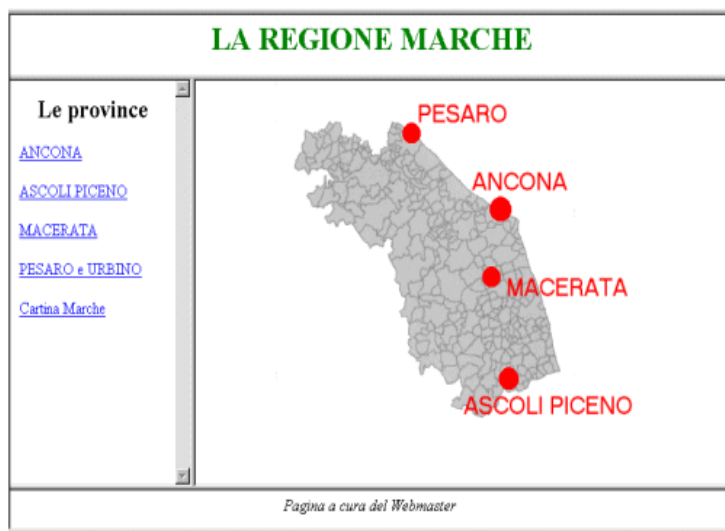 LA REGIONE MARCHE
Le province
ANCONA
ASCOLI PICENO
MACERATA
PESARO e URBINO
Cartina Marche
PESARO
ANCONA
MACERATA
ASCOLI PICENO
Pagina a cura del Webmaster